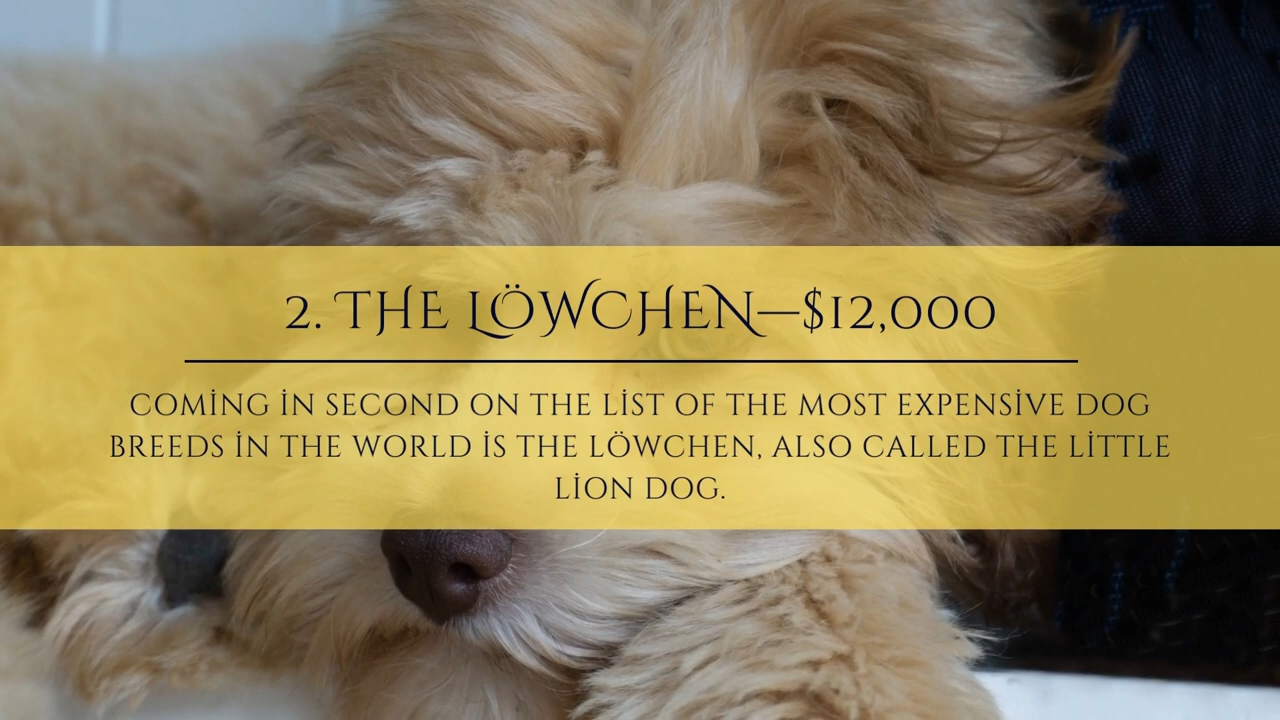 2. THE LÖWCHEN—$12,000
COMİNG İN SECOND ON THE LİST OF THE MOST EXPENSİVE DOG
BREEDS İN THE WORLD İS THE LÖWCHEN, ALSO CALLED THE LİTTLE
LİON DOG.